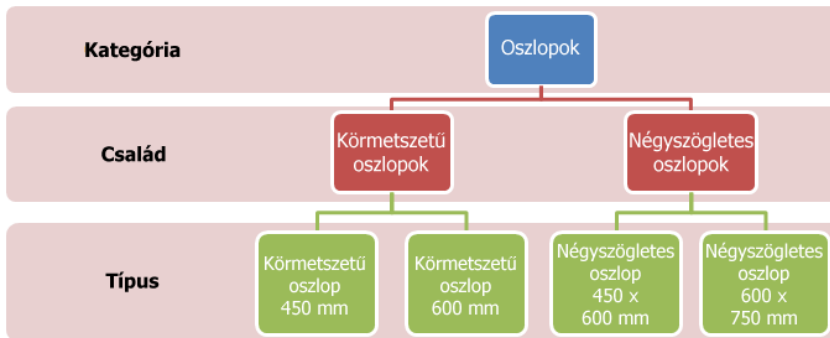 Kategória
Oszlopok
Család
Körmetszetű
oszlopok
Négyszögletes
oszlopok
Típus
Körmetszetű
oszlop
450 mm
Körmetszetű
oszlop
600 mm
Négyszögletes
oszlop
450 x
600 mm
Négyszögletes
oszlop
600 x
750 mm